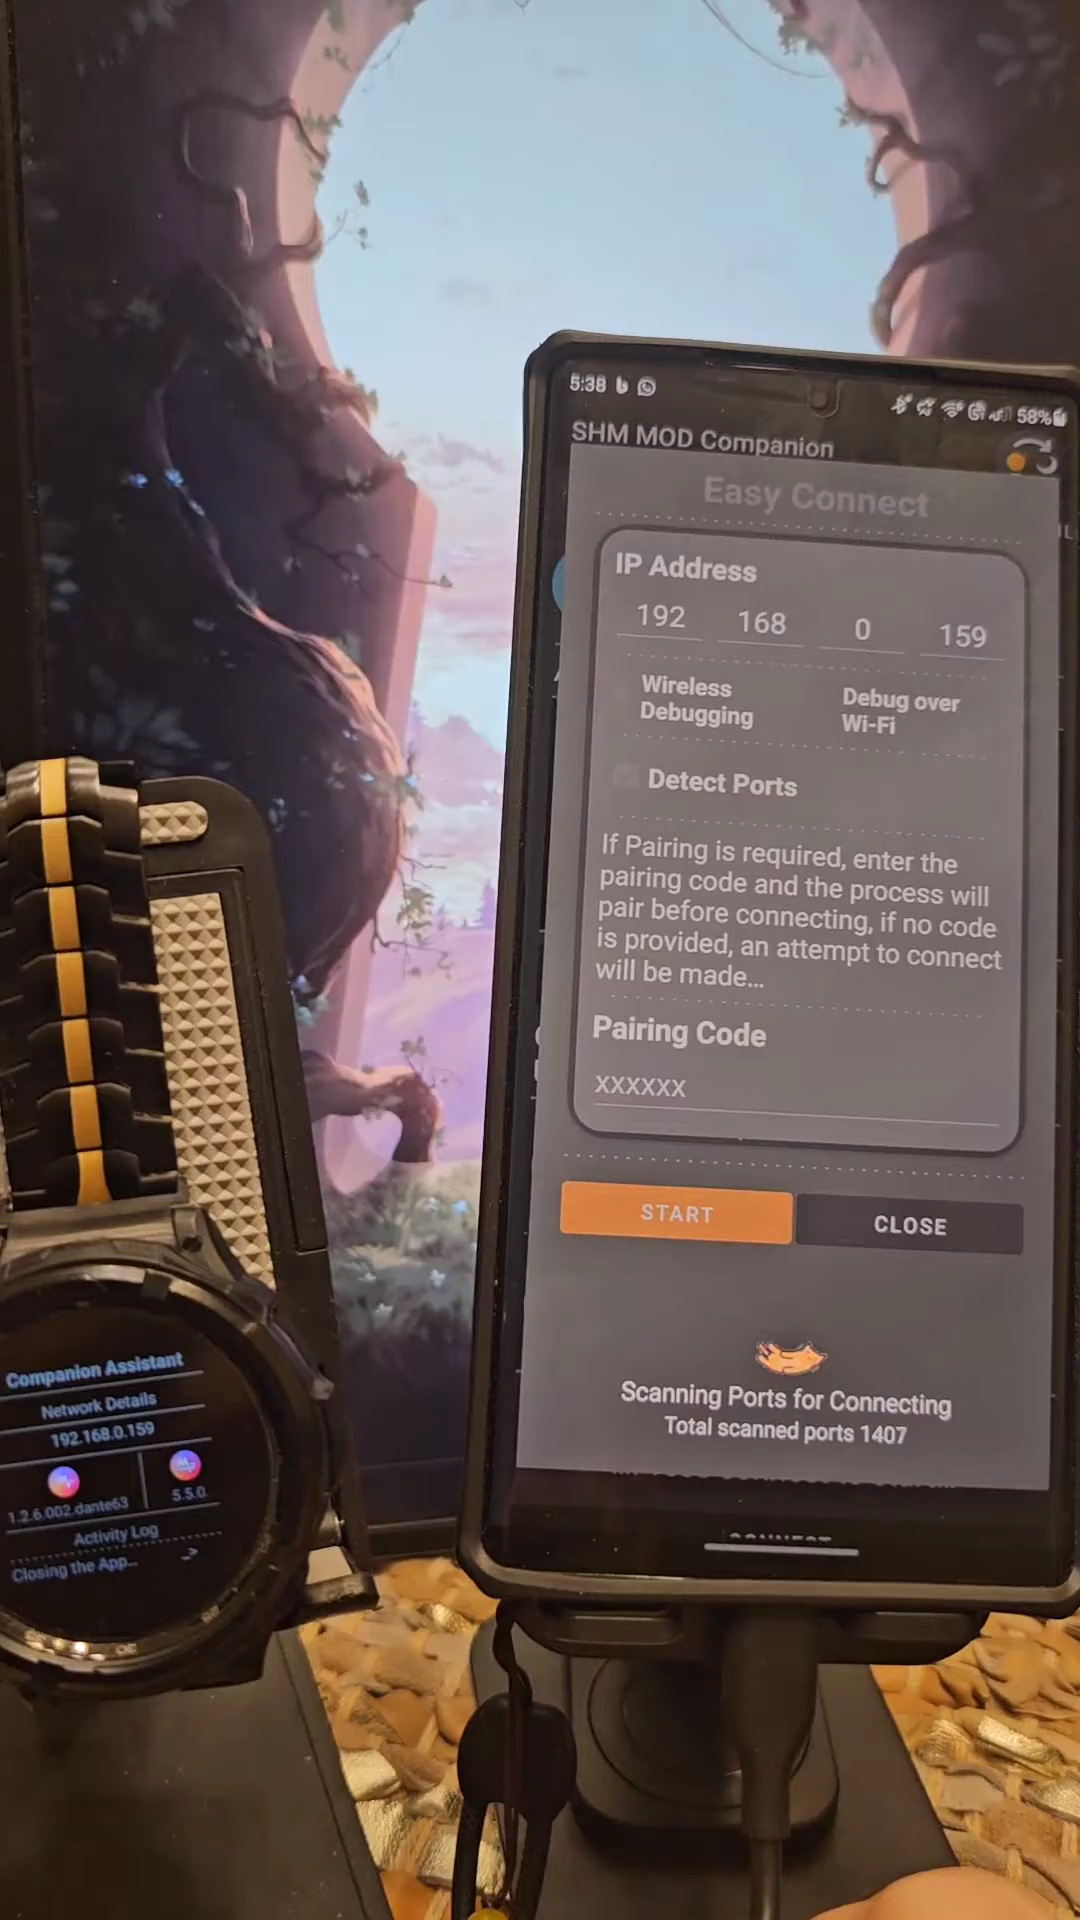 5:38
58%
SHM MOD Companion
Easy Connect
IP Address
192 168 0 159
Wireless Debugging
Debug over Wi-Fi
Detect Ports
If Pairing is required, enter the
pairing code and the process will
pair before connecting, if no code
is provided, an attempt to connect
will be made...
Pairing Code
XXXXXX
START CLOSE
Scanning Ports for Connecting
Total scanned ports 1407
Companion Assistant
Network Details
192.168.0.159
1.2.6.002.dante63
5.5.0.
Activity Log
Closing the App...